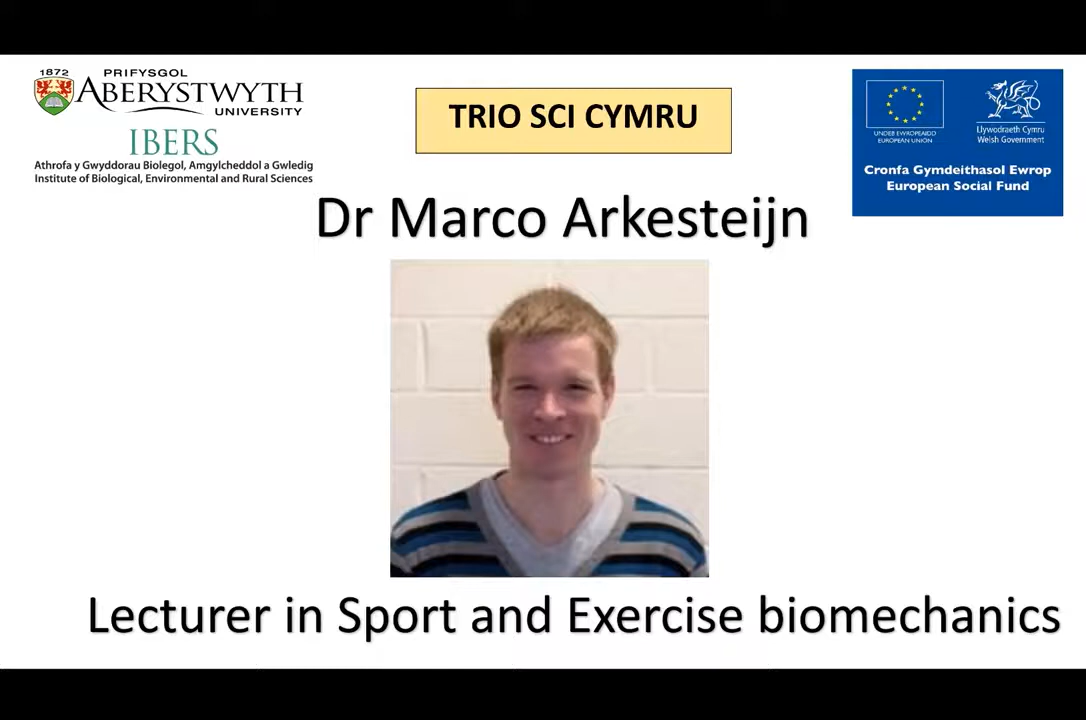 1872
PRIFYSGOL
ABERYSTWYTH
UNIVERSITY
IBERS
Athrofa y Gwyddorau Biolegol, Amgylcheddol a Gwledig
Institute of Biological, Environmental and Rural Sciences
TRIO SCI CYMRU
UNDEB EWROPEAIDD
EUROPEAN UNION
Llywodraeth Cymru
Welsh Government
Cronfa Gymdeithasol Ewrop
European Social Fund
Dr Marco Arkesteijn
Lecturer in Sport and Exercise biomechanics